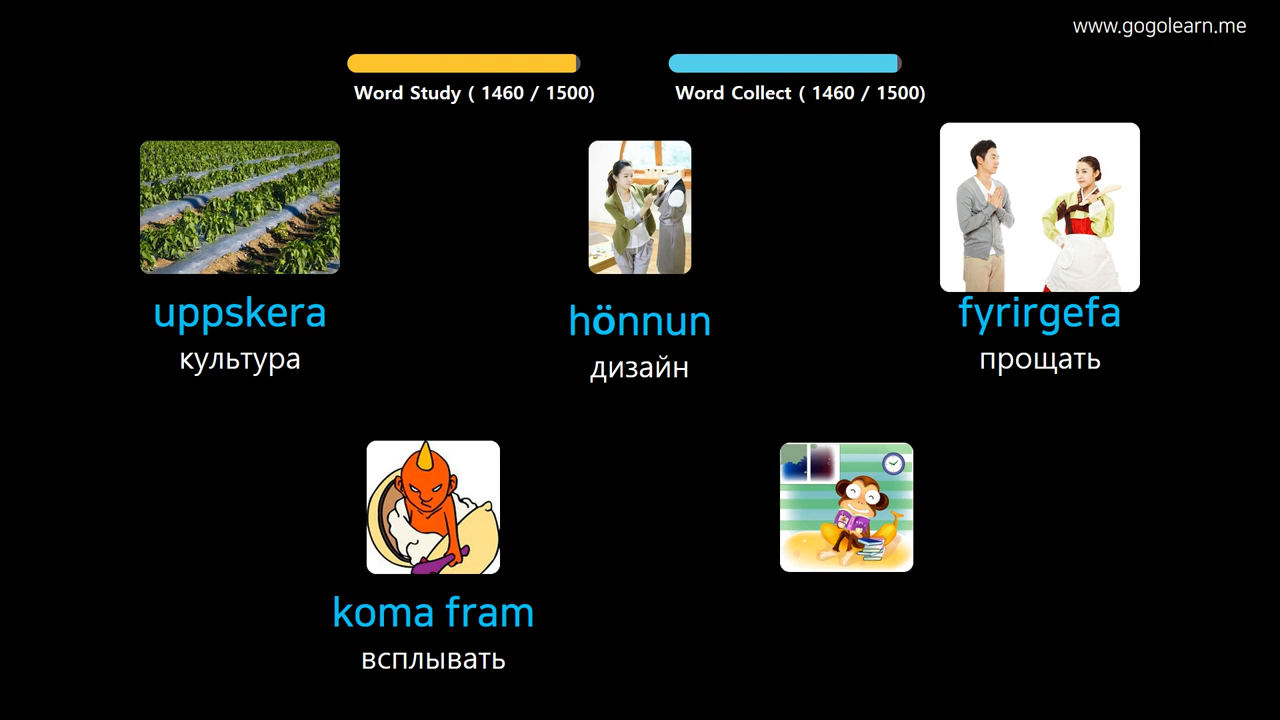 www.gogolearn.me
Word Study ( 1460 / 1500)
Word Collect ( 1460 / 1500)
uppskera
культура
hönnun
дизайн
fyrirgefa
прощать
koma fram
всплывать